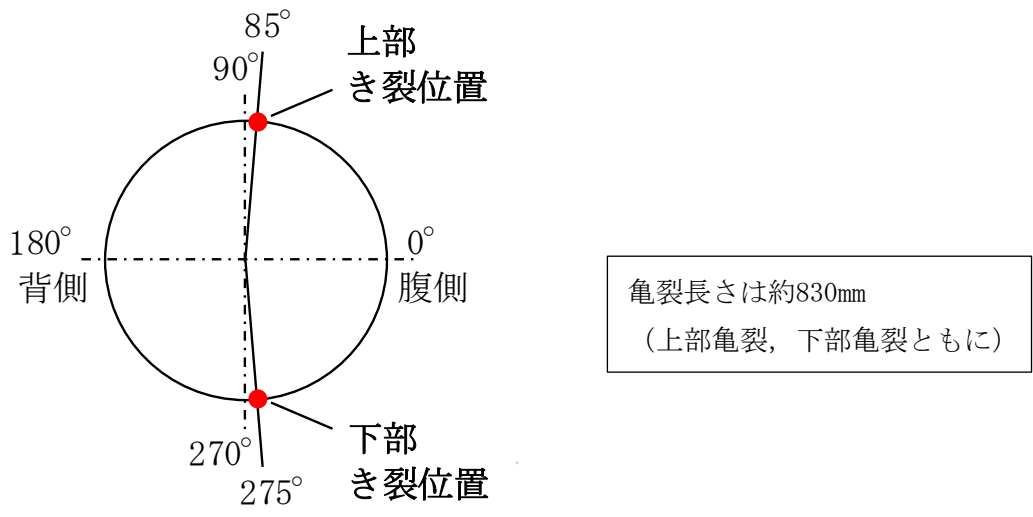 85°
90°
上部
き裂位置
180°
0°
背側
腹側
亀裂長さは約830㎜
（上部亀裂，下部亀裂ともに）
270°
275°
下部
き裂位置